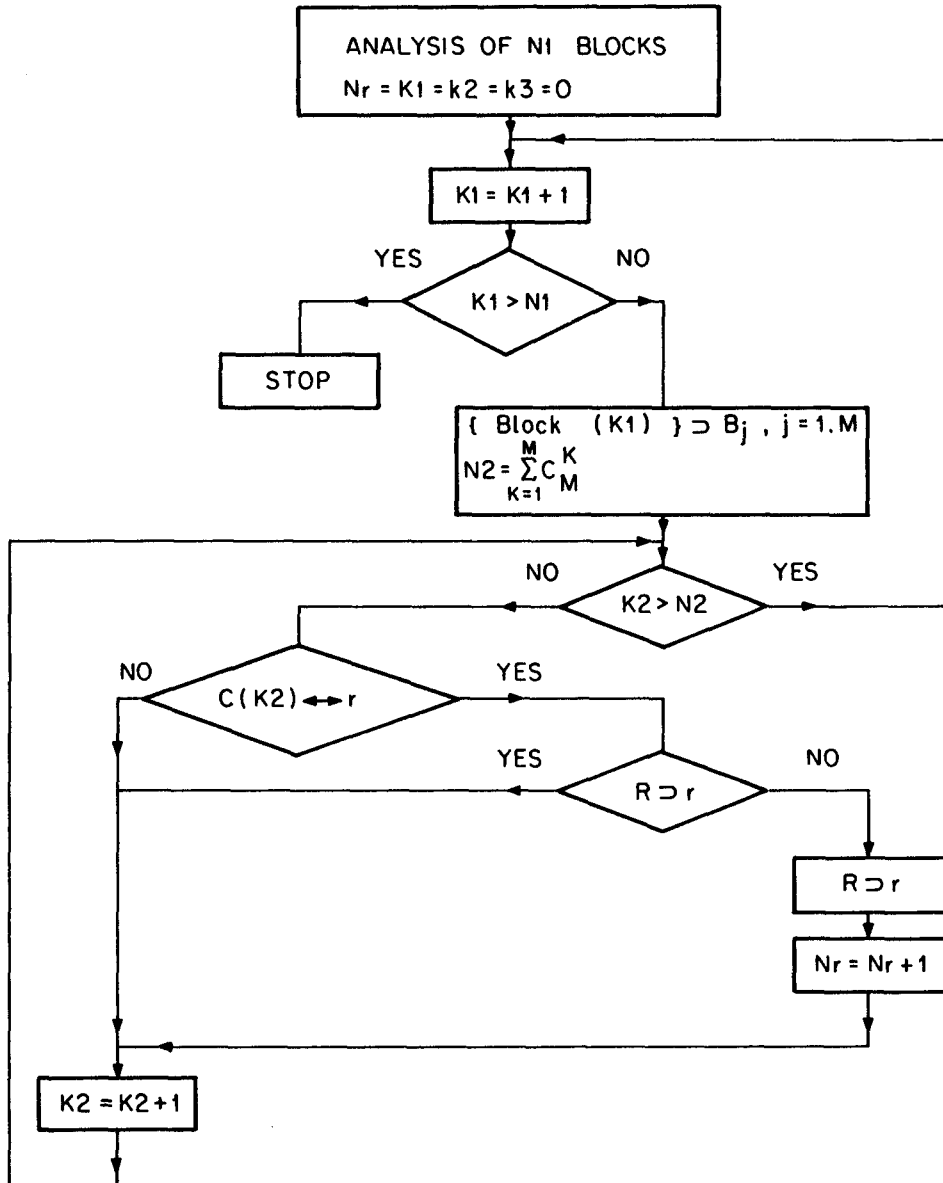 ANALYSIS OF N1 BLOCKS
Nr = K1 = k2 = k3 = 0
K1 = K1 + 1
YES
NO
K1 > N1
STOP
{ Block (K1) } ⊃ Bj , j = 1.M
M
N2 = Σ C K M
K=1
NO
YES
K2 > N2
NO
YES
C(K2) ↔ r
YES
NO
R ⊃ r
R ⊃ r
Nr = Nr + 1
K2 = K2 + 1